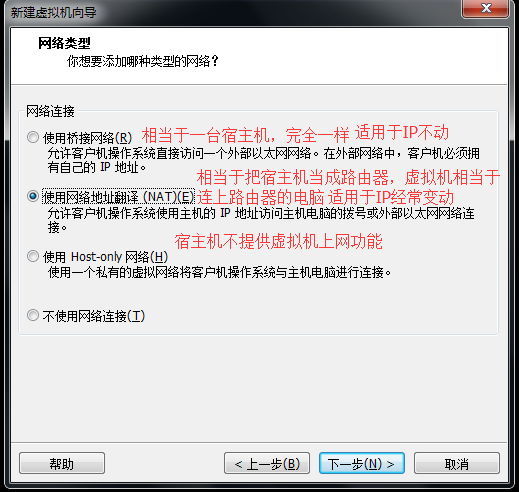 新建虚拟机向导
网络类型
你想要添加哪种类型的网络？
网络连接
使用桥接网络(R) 相当于一台宿主机，完全一样 适用于IP不动
允许客户机操作系统直接访问一个外部以太网网络。在外部网络中，客户机必须拥
有自己的 IP 地址。
相当于把宿主机当成路由器，虚拟机相当于
使用网络地址翻译 (NAT)(E) 连上路由器的电脑 适用于IP经常变动
允许客户机操作系统使用主机的 IP 地址访问主机电脑的拨号或外部以太网网络连
接。
宿主机不提供虚拟机上网功能
使用 Host-only 网络(H)
使用一个私有的虚拟网络将客户机操作系统与主机电脑进行连接。
不使用网络连接(T)
帮助
< 上一步(B)
下一步(N) >
取消